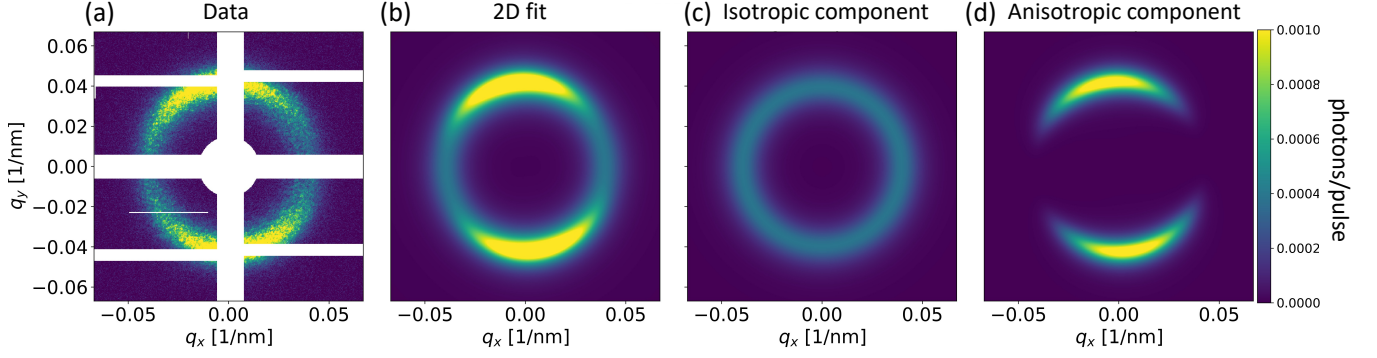 (a) Data (b) 2D fit (c) Isotropic component (d) Anisotropic component
0.06
0.04
0.02
0.00
−0.02
−0.04
−0.06
q_y [1/nm]
−0.05 0.00 0.05
q_x [1/nm]
−0.05 0.00 0.05
q_x [1/nm]
−0.05 0.00 0.05
q_x [1/nm]
−0.05 0.00 0.05
q_x [1/nm]
0.0010
0.0008
0.0006
0.0004
0.0002
0.0000
photons/pulse